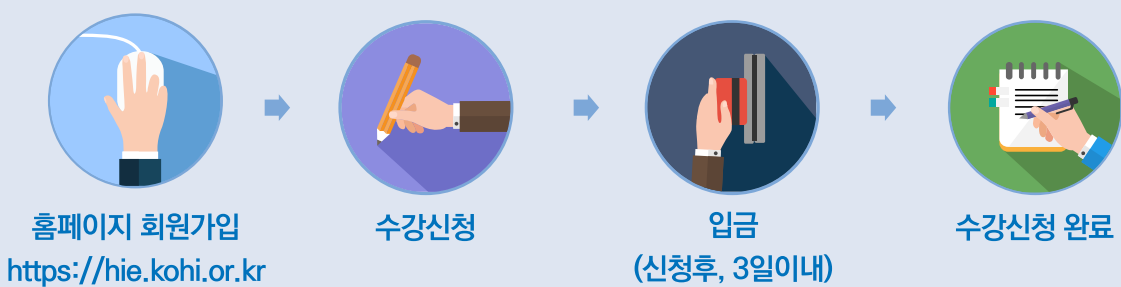 홈페이지 회원가입
https://hie.kohi.or.kr
수강신청
입금
(신청후, 3일이내)
수강신청 완료